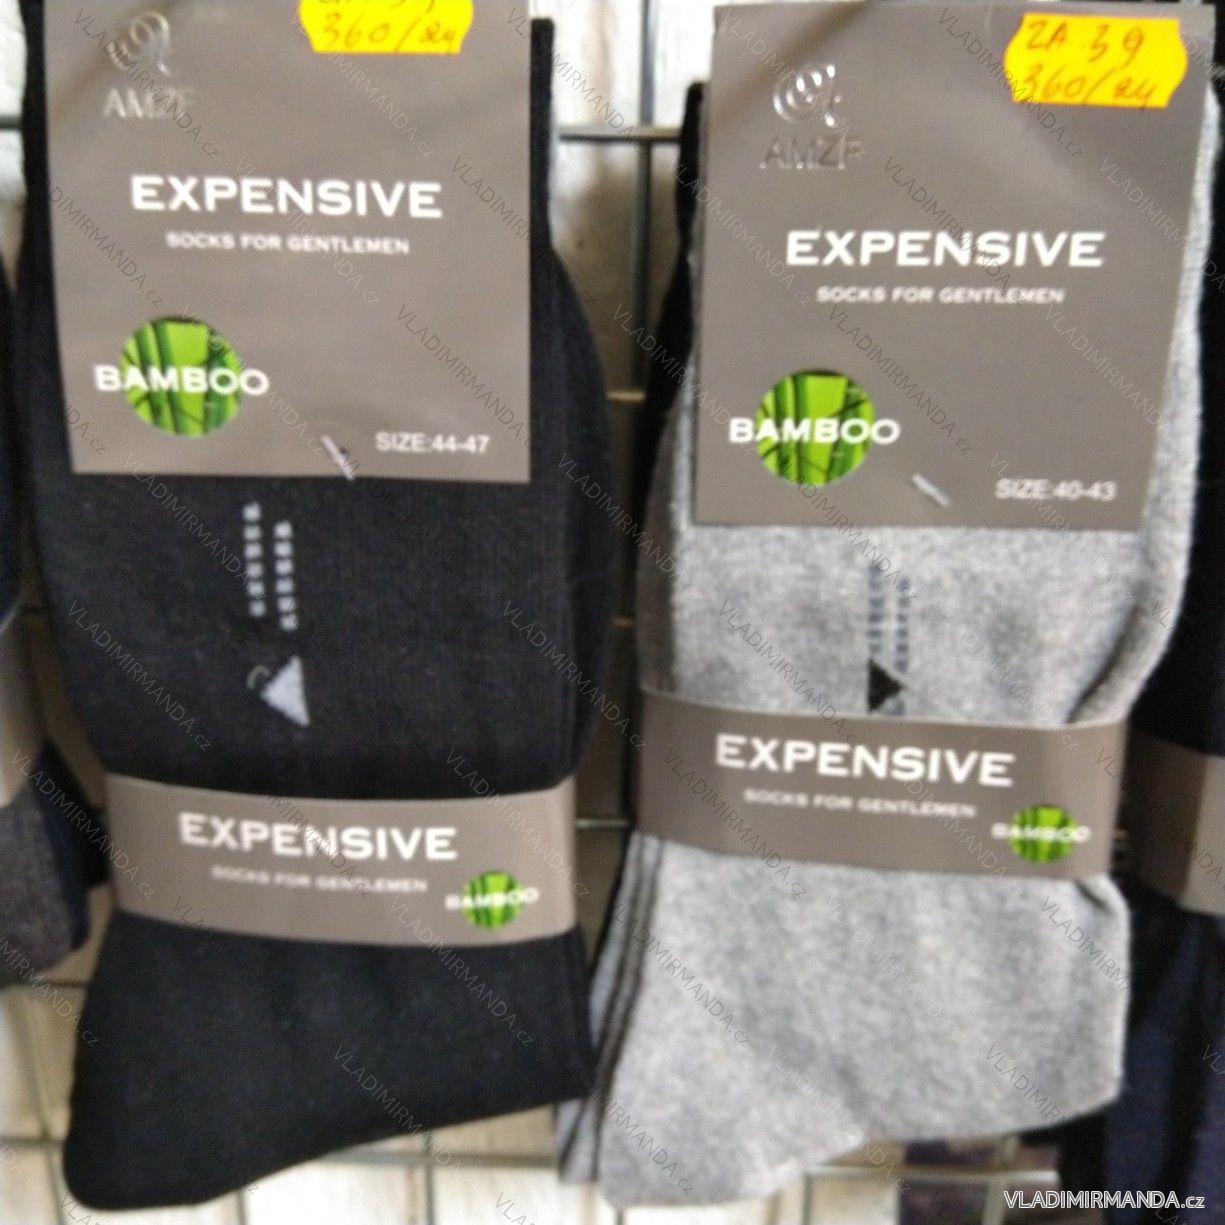 360/24
AMZF
EXPENSIVE
SOCKS FOR GENTLEMEN
BAMBOO
SIZE:44-47
EXPENSIVE
SOCKS FOR GENTLEMEN
BAMBOO
ZA 39
360/24
AMZF
EXPENSIVE
SOCKS FOR GENTLEMEN
BAMBOO
SIZE:40-43
EXPENSIVE
SOCKS FOR GENTLEMEN
BAMBOO
VLADIMIRMANDA.cz